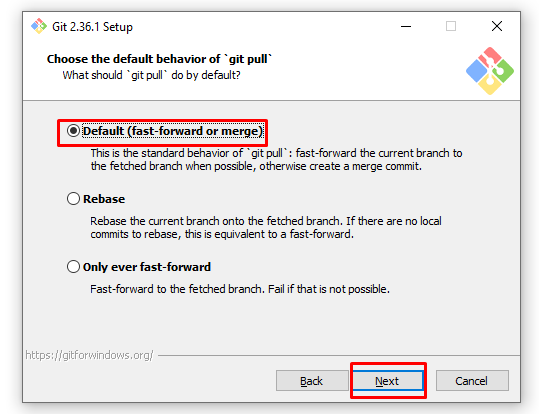 Git 2.36.1 Setup
Choose the default behavior of `git pull`
What should `git pull` do by default?
Default (fast-forward or merge)
This is the standard behavior of `git pull`: fast-forward the current branch to
the fetched branch when possible, otherwise create a merge commit.
Rebase
Rebase the current branch onto the fetched branch. If there are no local
commits to rebase, this is equivalent to a fast-forward.
Only ever fast-forward
Fast-forward to the fetched branch. Fail if that is not possible.
https://gitforwindows.org/
Back
Next
Cancel